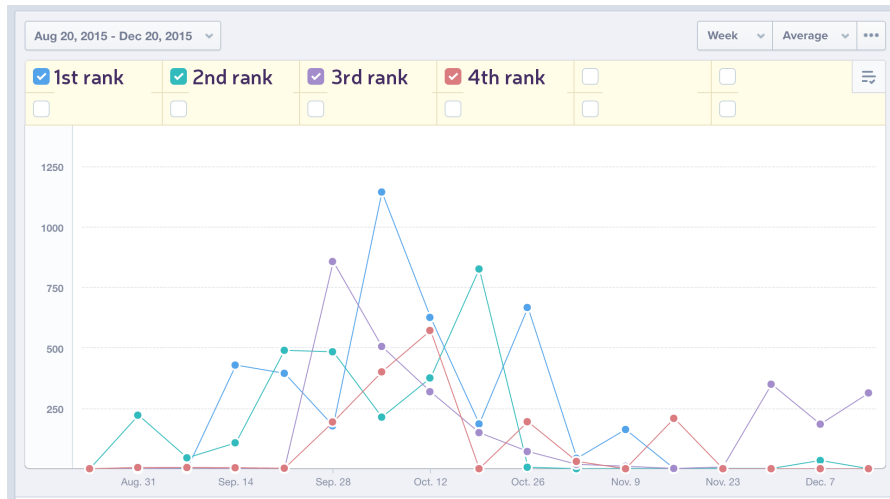 Aug 20, 2015 - Dec 20, 2015 Week Average
1st rank 2nd rank 3rd rank 4th rank
1250
1000
750
500
250
Aug. 31 Sep. 14 Sep. 28 Oct. 12 Oct. 26 Nov. 9 Nov. 23 Dec. 7